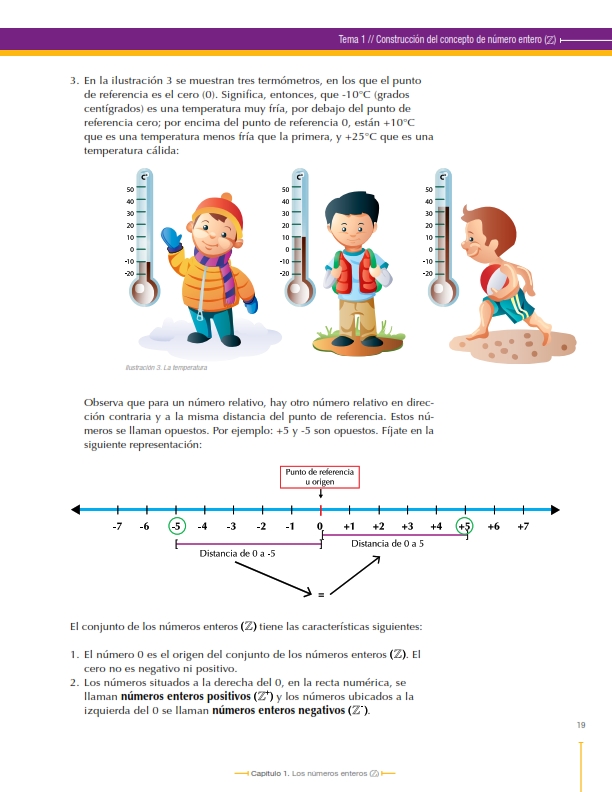 Tema 1 // Construcción del concepto de número entero (ℤ)
3. En la ilustración 3 se muestran tres termómetros, en los que el punto
de referencia es el cero (0). Significa, entonces, que -10°C (grados
centígrados) es una temperatura muy fría, por debajo del punto de
referencia cero; por encima del punto de referencia 0, están +10°C
que es una temperatura menos fría que la primera, y +25°C que es una
temperatura cálida:
C°
50
40
30
20
10
0
-10
-20
C°
50
40
30
20
10
0
-10
-20
C°
50
40
30
20
10
0
-10
-20
Ilustración 3. La temperatura
Observa que para un número relativo, hay otro número relativo en direc-
ción contraria y a la misma distancia del punto de referencia. Estos nú-
meros se llaman opuestos. Por ejemplo: +5 y -5 son opuestos. Fíjate en la
siguiente representación:
Punto de referencia
u origen
-7 -6 -5 -4 -3 -2 -1 0 +1 +2 +3 +4 +5 +6 +7
Distancia de 0 a -5
Distancia de 0 a 5
=
El conjunto de los números enteros (ℤ) tiene las características siguientes:
1. El número 0 es el origen del conjunto de los números enteros (ℤ). El
cero no es negativo ni positivo.
2. Los números situados a la derecha del 0, en la recta numérica, se
llaman números enteros positivos (ℤ⁺) y los números ubicados a la
izquierda del 0 se llaman números enteros negativos (ℤ⁻).
19
Capítulo 1. Los números enteros (ℤ)